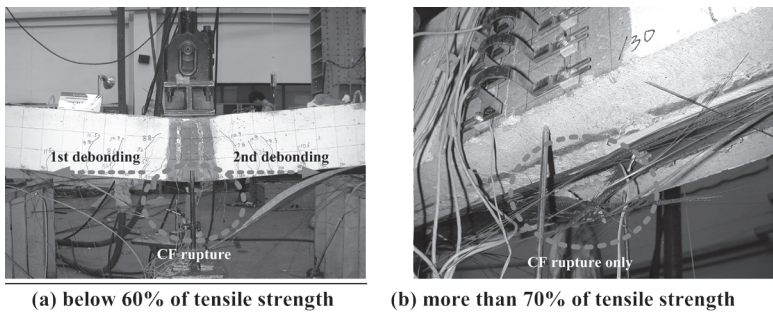 1st debonding
2nd debonding
CF rupture
130
CF rupture only
(a) below 60% of tensile strength
(b) more than 70% of tensile strength